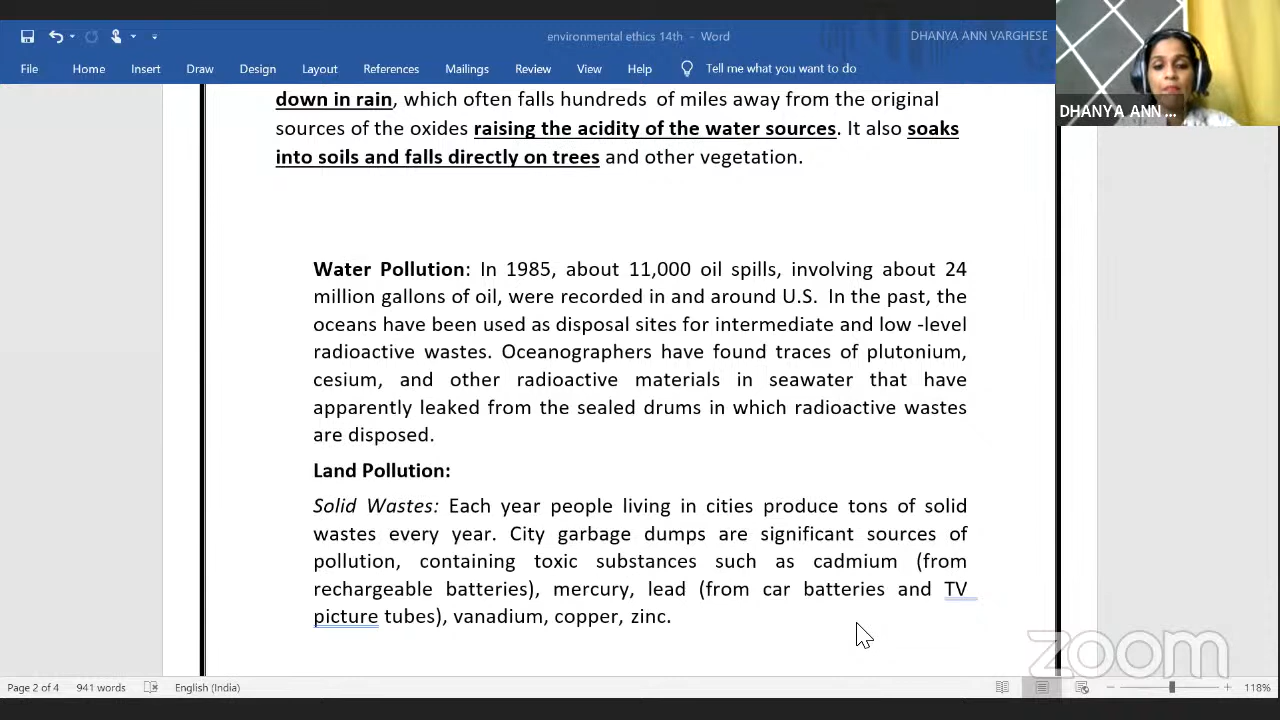 environmental ethics 14th - Word
DHANYA ANN VARGHESE
File Home Insert Draw Design Layout References Mailings Review View Help Tell me what you want to do
DHANYA ANN ...
down in rain, which often falls hundreds of miles away from the original
sources of the oxides raising the acidity of the water sources. It also soaks
into soils and falls directly on trees and other vegetation.
Water Pollution: In 1985, about 11,000 oil spills, involving about 24
million gallons of oil, were recorded in and around U.S. In the past, the
oceans have been used as disposal sites for intermediate and low -level
radioactive wastes. Oceanographers have found traces of plutonium,
cesium, and other radioactive materials in seawater that have
apparently leaked from the sealed drums in which radioactive wastes
are disposed.
Land Pollution:
Solid Wastes: Each year people living in cities produce tons of solid
wastes every year. City garbage dumps are significant sources of
pollution, containing toxic substances such as cadmium (from
rechargeable batteries), mercury, lead (from car batteries and TV
picture tubes), vanadium, copper, zinc.
zoom
Page 2 of 4 941 words English (India) 118%